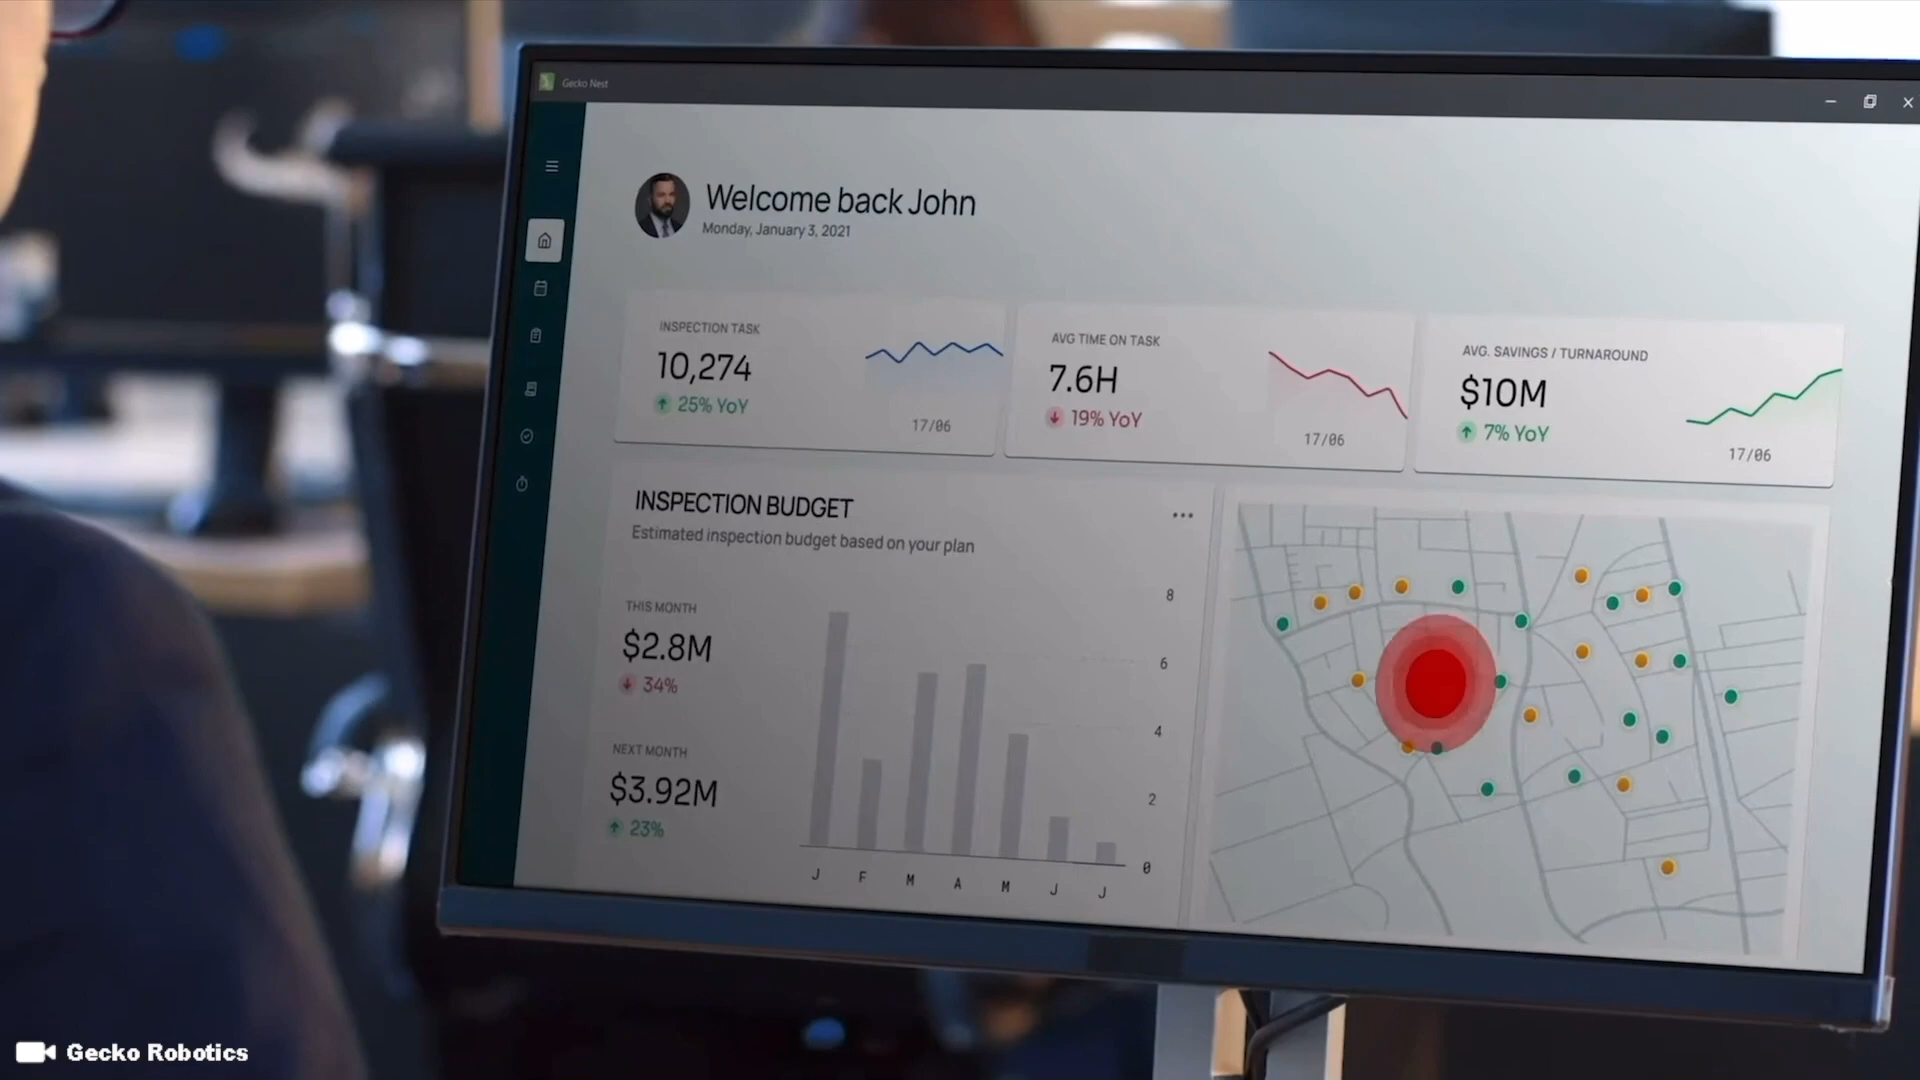 Gecko Nest
Welcome back John
Monday, January 3, 2021
INSPECTION TASK
10,274
25% YoY
17/06
AVG TIME ON TASK
7.6H
19% YoY
17/06
AVG. SAVINGS / TURNAROUND
$10M
7% YoY
17/06
INSPECTION BUDGET
Estimated inspection budget based on your plan
THIS MONTH
$2.8M
34%
NEXT MONTH
$3.92M
23%
8
6
4
2
0
J F M A M J J
Gecko Robotics